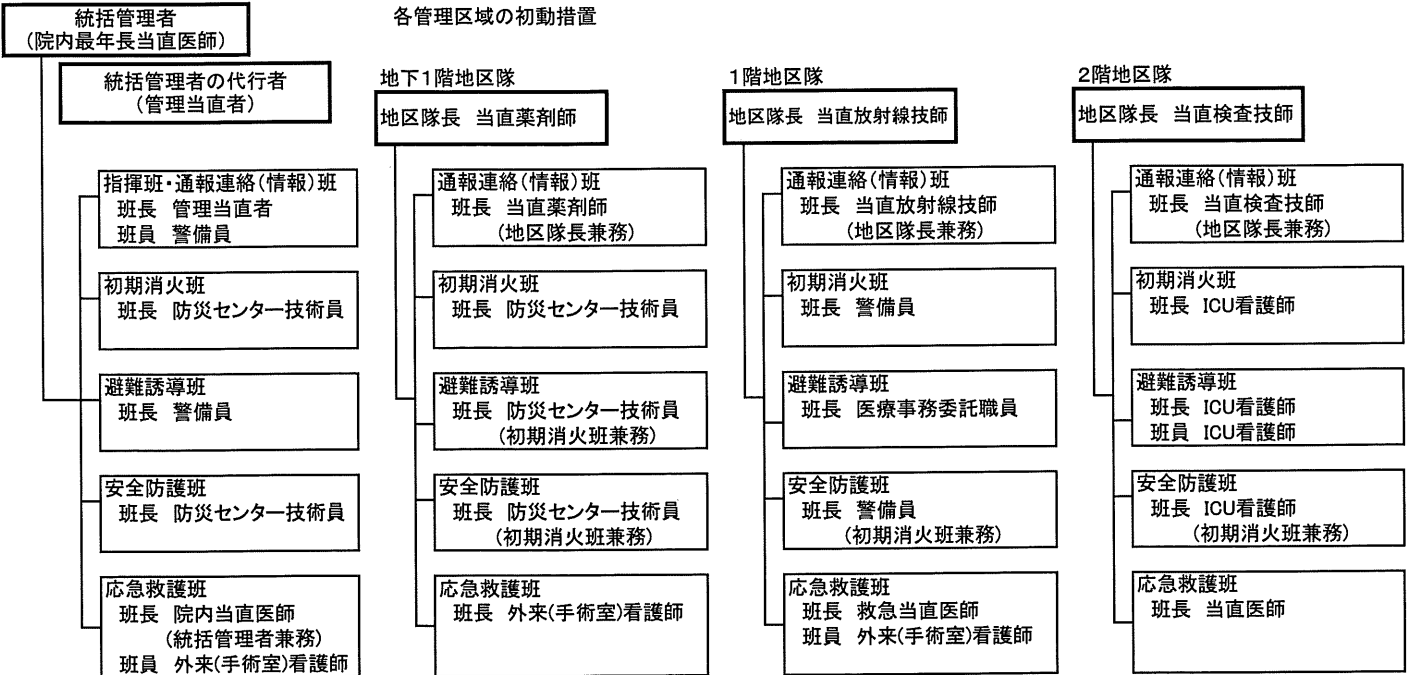 統括管理者
(院内最年長当直医師)
各管理区域の初動措置
統括管理者の代行者
(管理当直者)
指揮班・通報連絡(情報)班
班長 管理当直者
班員 警備員
初期消火班
班長 防災センター技術員
避難誘導班
班長 警備員
安全防護班
班長 防災センター技術員
応急救護班
班長 院内当直医師
(統括管理者兼務)
班員 外来(手術室)看護師
地下1階地区隊
地区隊長 当直薬剤師
通報連絡(情報)班
班長 当直薬剤師
(地区隊長兼務)
初期消火班
班長 防災センター技術員
避難誘導班
班長 防災センター技術員
(初期消火班兼務)
安全防護班
班長 防災センター技術員
(初期消火班兼務)
応急救護班
班長 外来(手術室)看護師
1階地区隊
地区隊長 当直放射線技師
通報連絡(情報)班
班長 当直放射線技師
(地区隊長兼務)
初期消火班
班長 警備員
避難誘導班
班長 医療事務委託職員
安全防護班
班長 警備員
(初期消火班兼務)
応急救護班
班長 救急当直医師
班員 外来(手術室)看護師
2階地区隊
地区隊長 当直検査技師
通報連絡(情報)班
班長 当直検査技師
(地区隊長兼務)
初期消火班
班長 ICU看護師
避難誘導班
班長 ICU看護師
班員 ICU看護師
安全防護班
班長 ICU看護師
(初期消火班兼務)
応急救護班
班長 当直医師